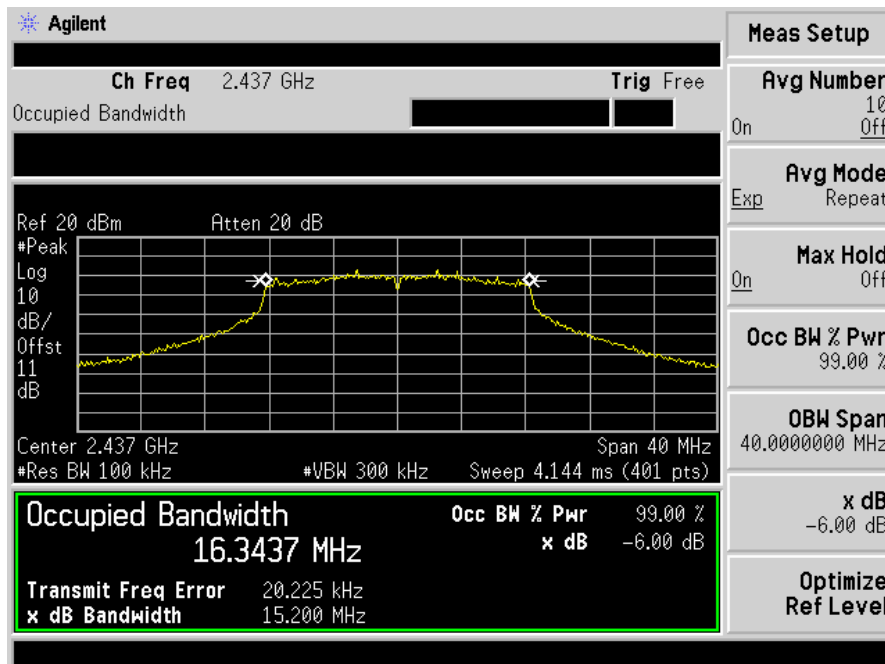 Agilent
Meas Setup
Ch Freq 2.437 GHz Trig Free
Occupied Bandwidth
Avg Number
10
On Off
Avg Mode
Exp Repeat
Max Hold
On Off
Occ BW % Pwr
99.00 %
OBW Span
40.0000000 MHz
x dB
-6.00 dB
Optimize
Ref Level
Ref 20 dBm Atten 20 dB
#Peak
Log
10
dB/
Offst
11
dB
Center 2.437 GHz Span 40 MHz
#Res BW 100 kHz #VBW 300 kHz Sweep 4.144 ms (401 pts)
Occupied Bandwidth
16.3437 MHz
Occ BW % Pwr 99.00 %
x dB -6.00 dB
Transmit Freq Error 20.225 kHz
x dB Bandwidth 15.200 MHz